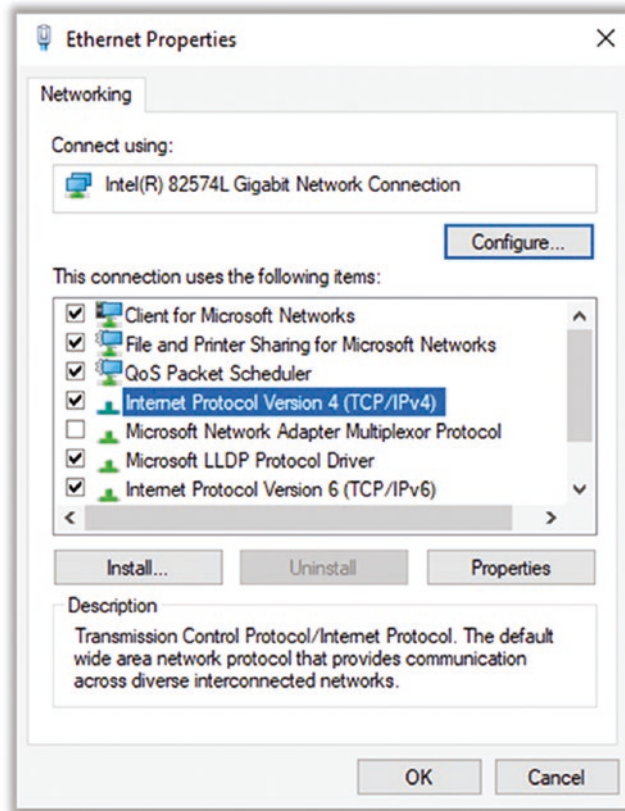 Ethernet Properties
Networking
Connect using:
Intel(R) 82574L Gigabit Network Connection
Configure...
This connection uses the following items:
Client for Microsoft Networks
File and Printer Sharing for Microsoft Networks
QoS Packet Scheduler
Internet Protocol Version 4 (TCP/IPv4)
Microsoft Network Adapter Multiplexor Protocol
Microsoft LLDP Protocol Driver
Internet Protocol Version 6 (TCP/IPv6)
Install... Uninstall Properties
Description
Transmission Control Protocol/Internet Protocol. The default
wide area network protocol that provides communication
across diverse interconnected networks.
OK Cancel